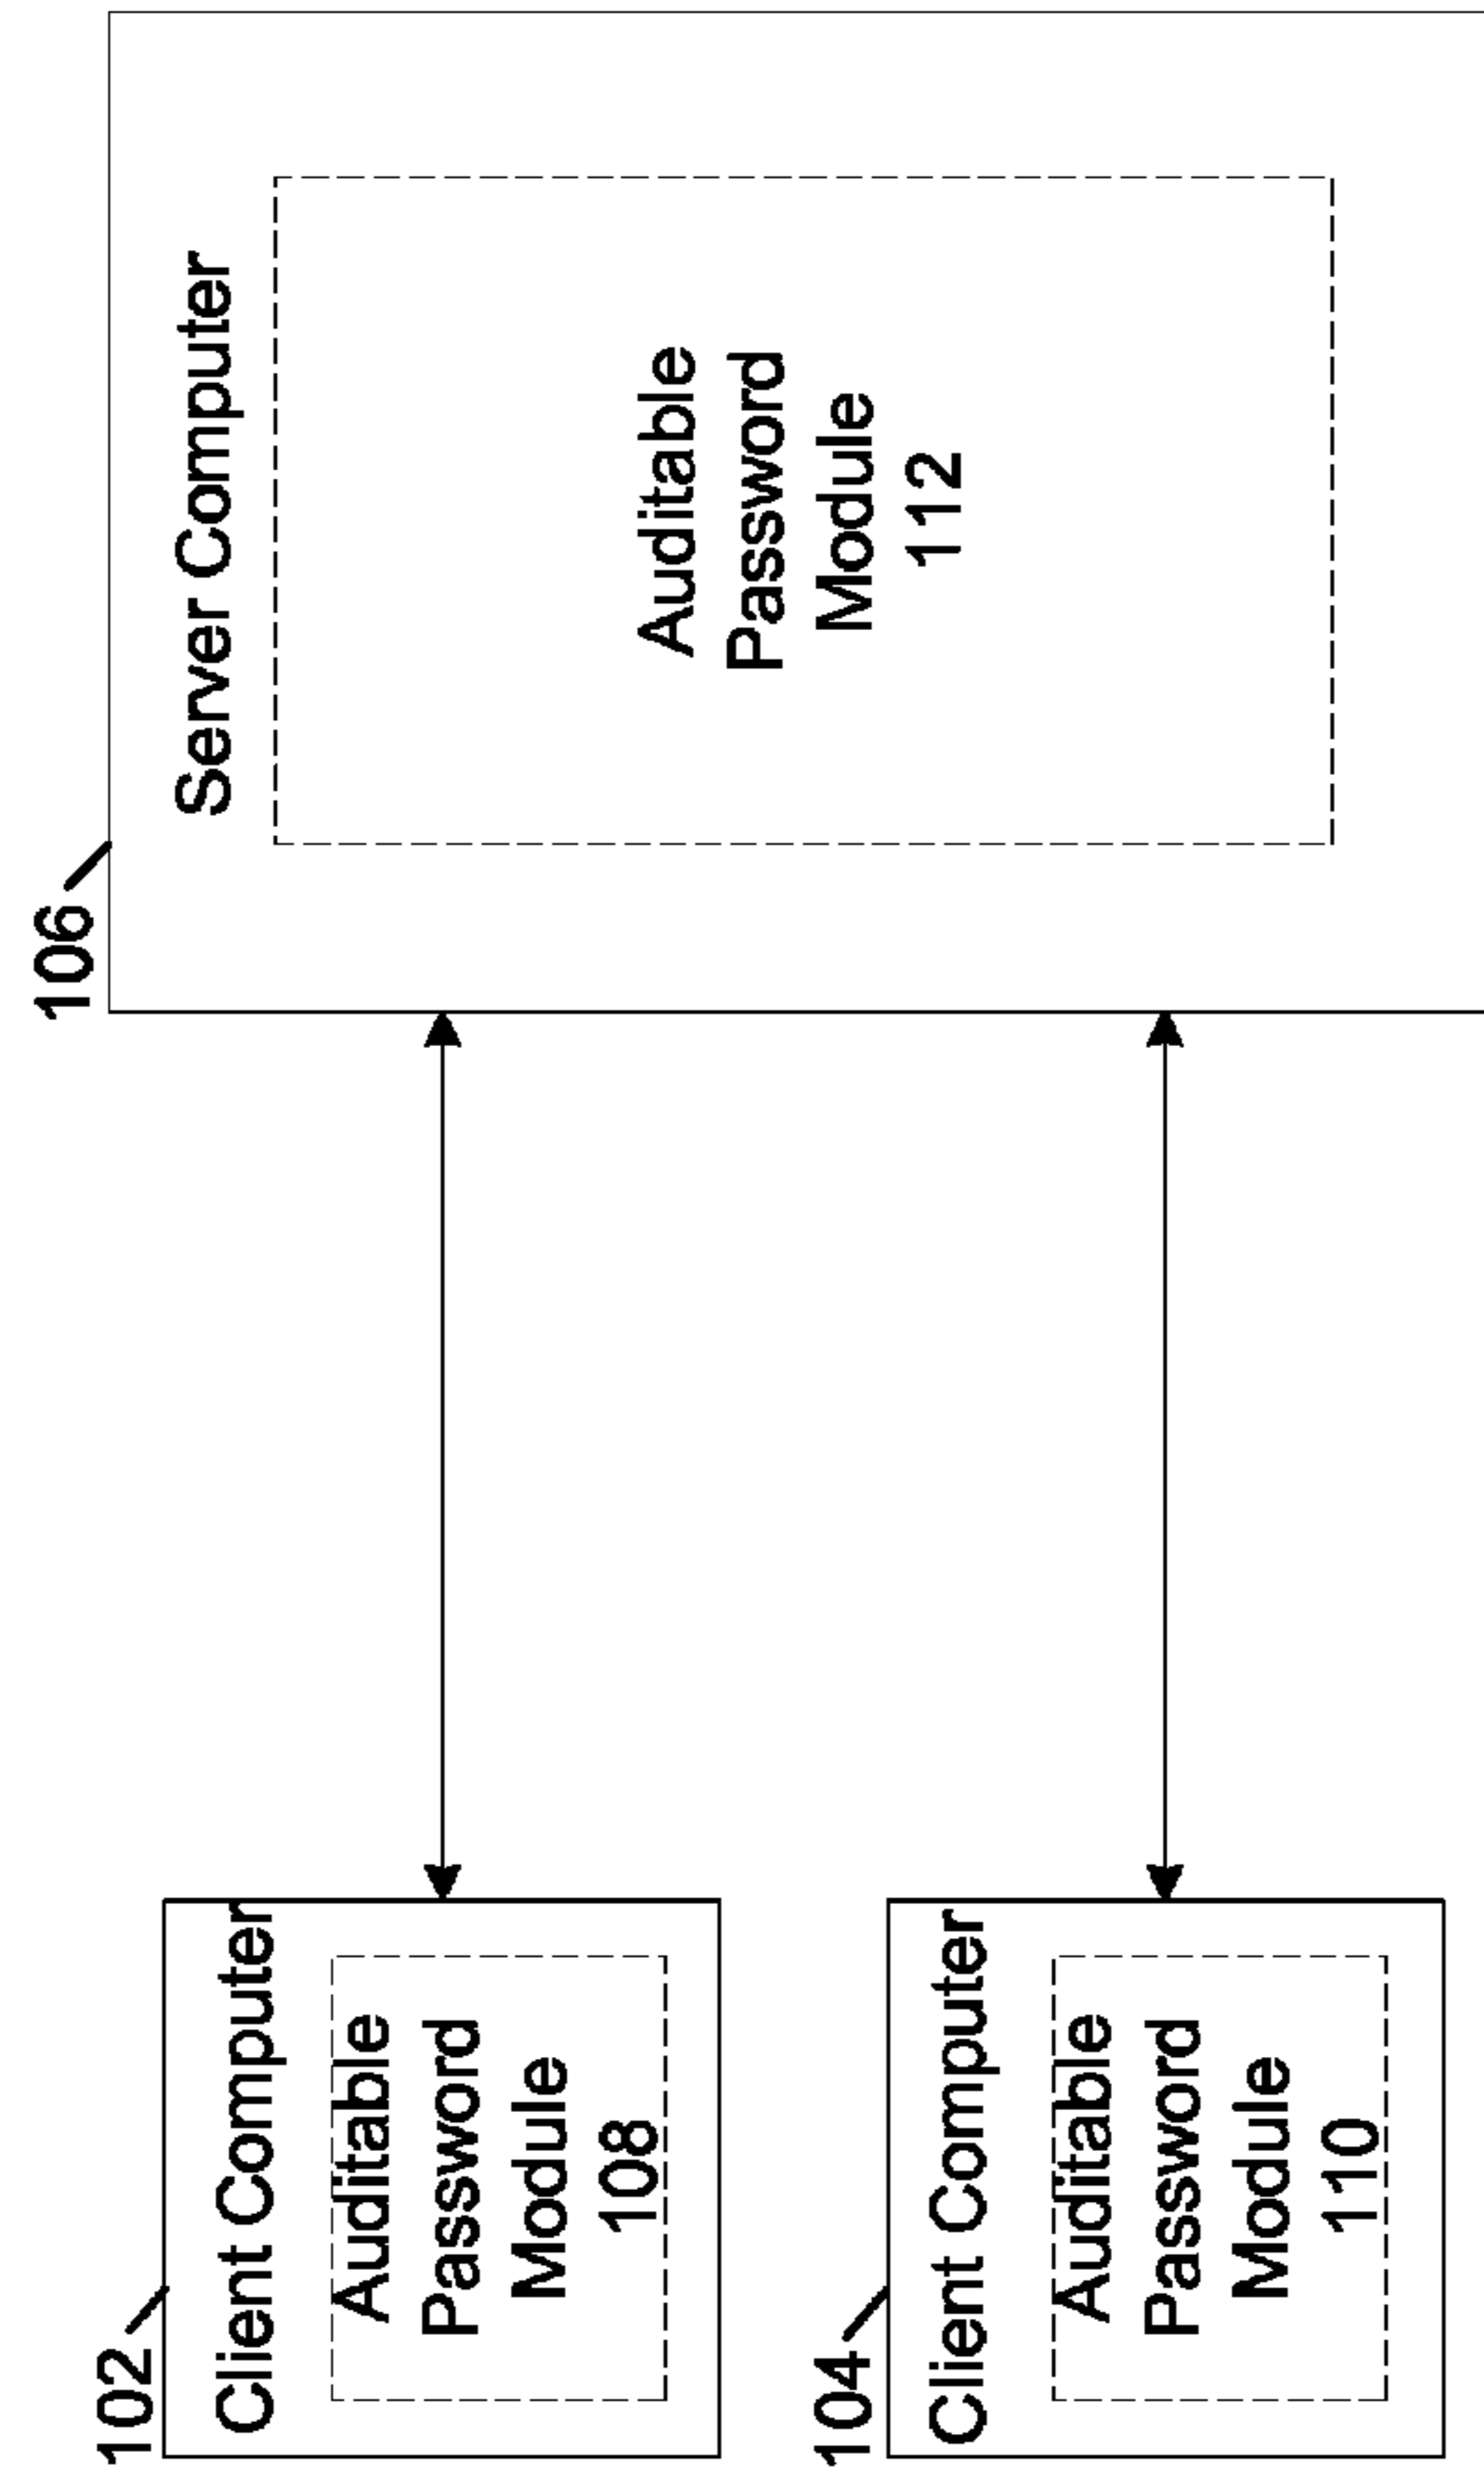 102
Client Computer
Auditable
Password
Module
108
104
Client Computer
Auditable
Password
Module
110
106
Server Computer
Auditable
Password
Module
112